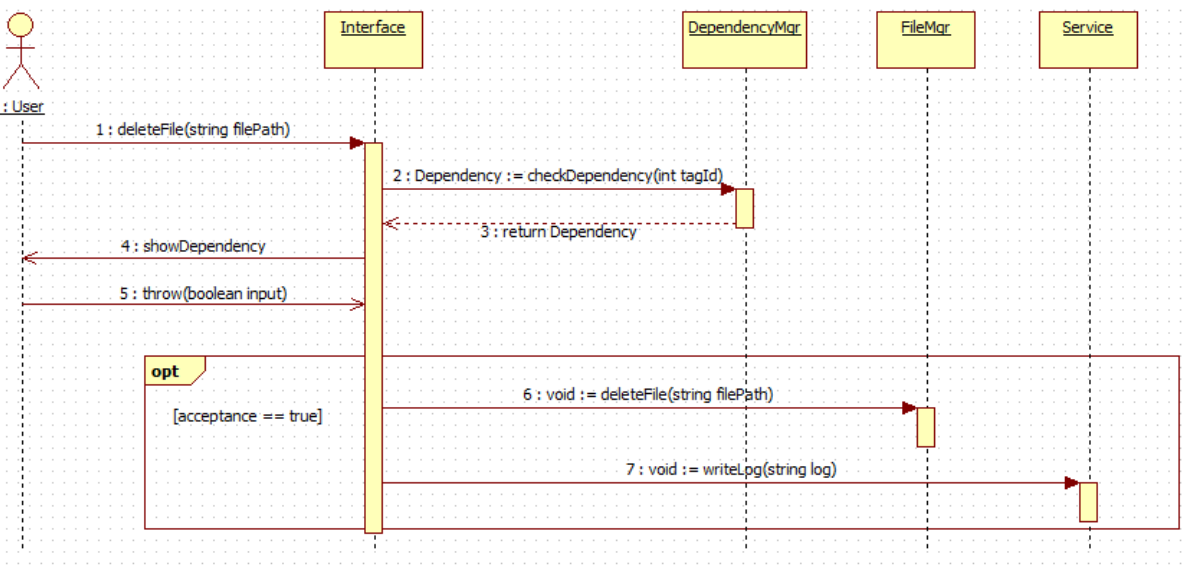 Interface
DependencyMgr
FileMgr
Service
: User
1 : deleteFile(string filePath)
2 : Dependency := checkDependency(int tagId)
3 : return Dependency
4 : showDependency
5 : throw(boolean input)
opt
6 : void := deleteFile(string filePath)
[acceptance == true]
7 : void := writeLog(string log)